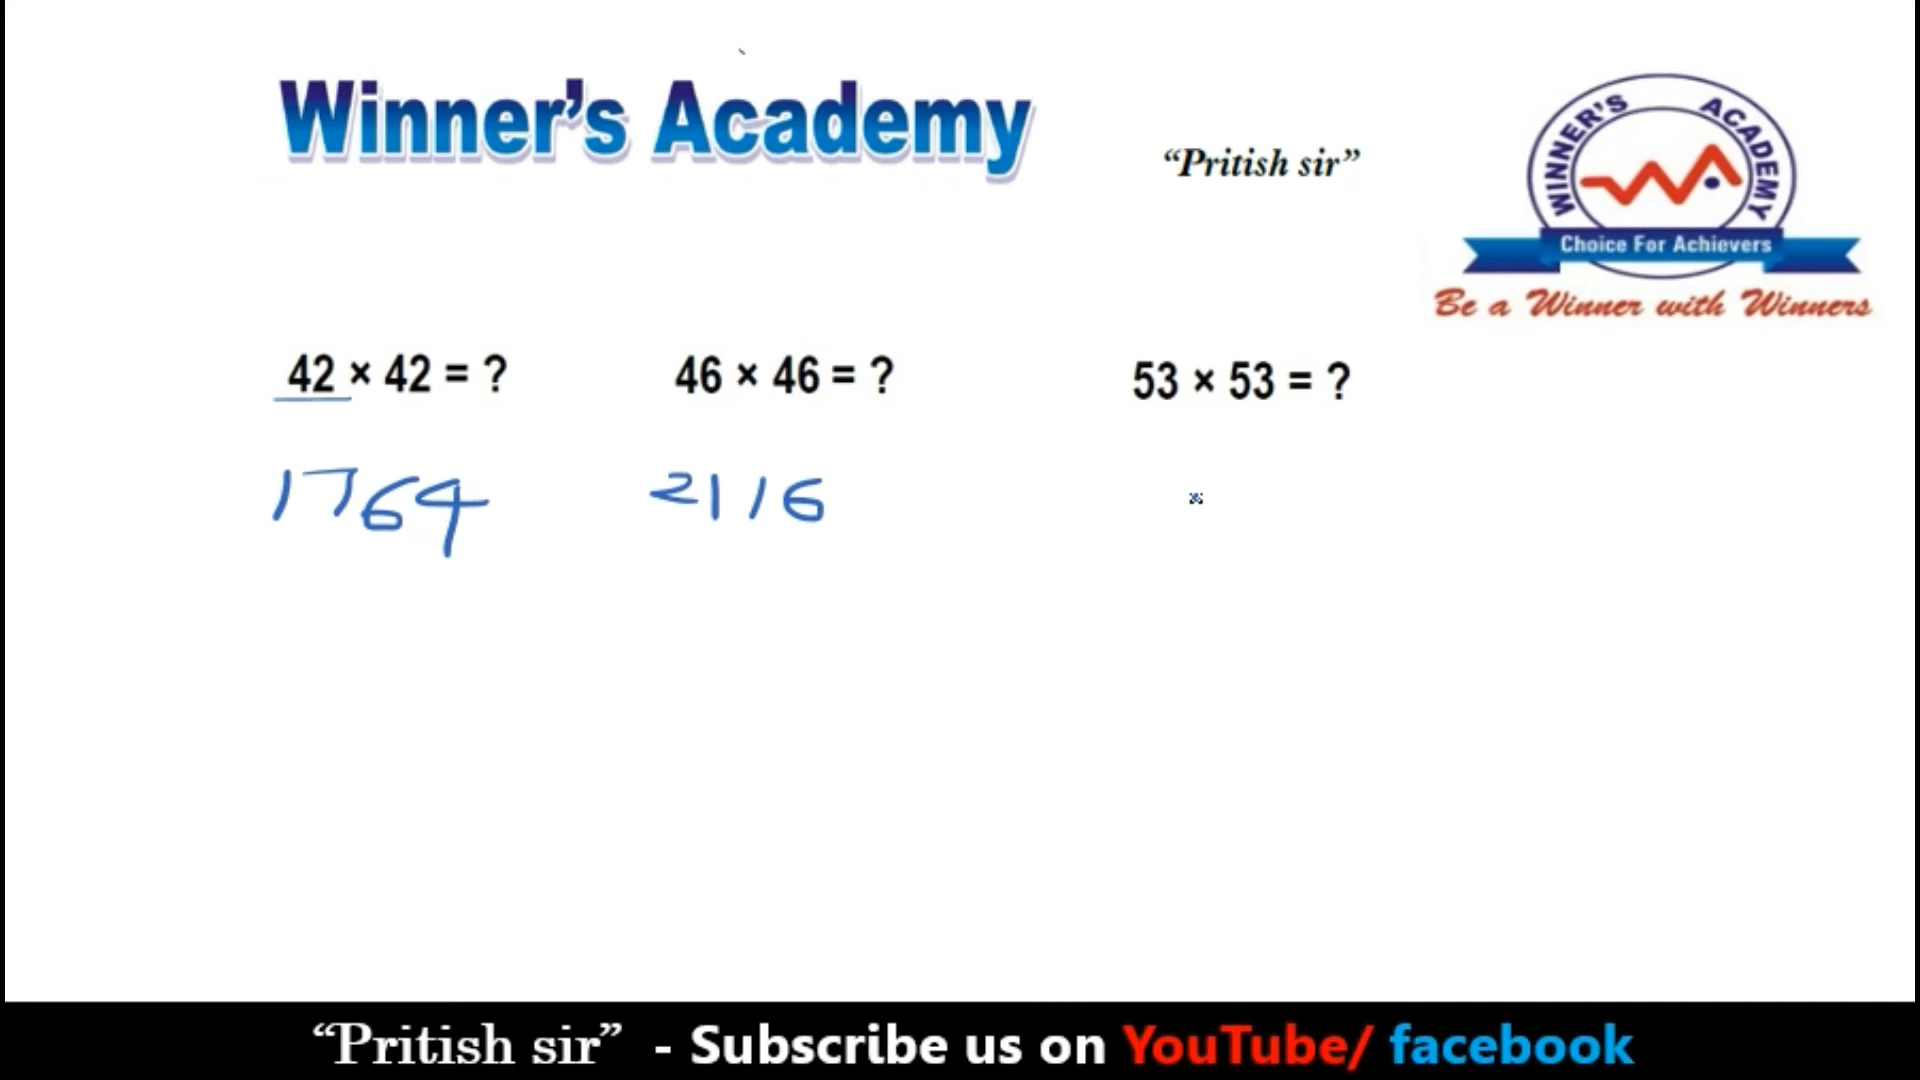 Winner's Academy
“Pritish sir”
WINNER'S ACADEMY
Choice For Achievers
Be a Winner with Winners
42 × 42 = ? 46 × 46 = ? 53 × 53 = ?
1764 2116
“Pritish sir” - Subscribe us on YouTube/ facebook